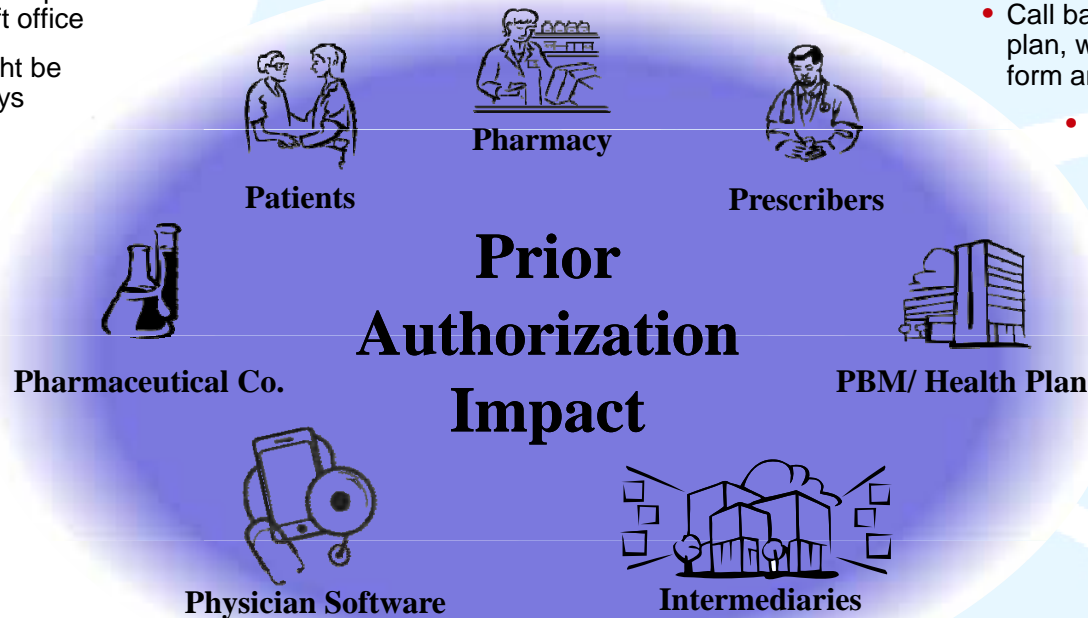 ft office
ht be
ys
• Call ba
plan, w
form a
•
Pharmacy
Patients
Prescribers
Prior
Authorization
Impact
Pharmaceutical Co.
PBM/ Health Plan
Physician Software
Intermediaries